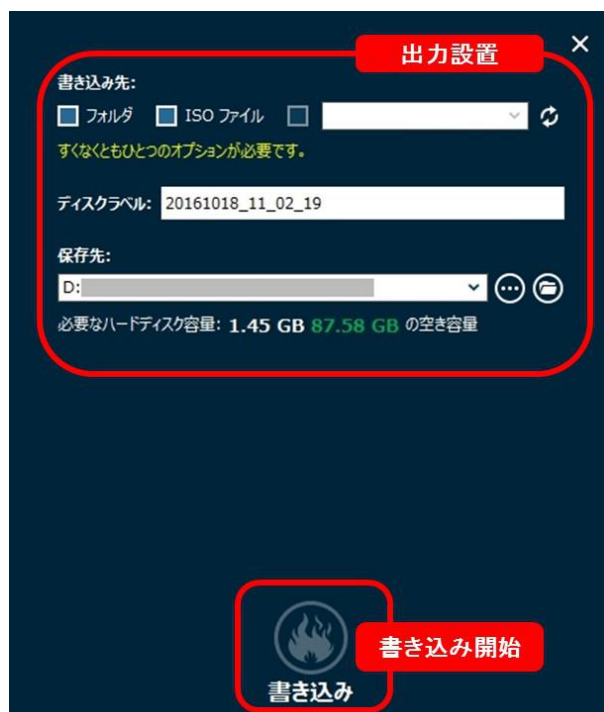 出力設置
書き込み先:
フォルダ ISO ファイル
すくなくともひとつのオプションが必要です。
ディスクラベル: 20161018_11_02_19
保存先:
D:
必要なハードディスク容量: 1.45 GB 87.58 GB の空き容量
書き込み開始
書き込み